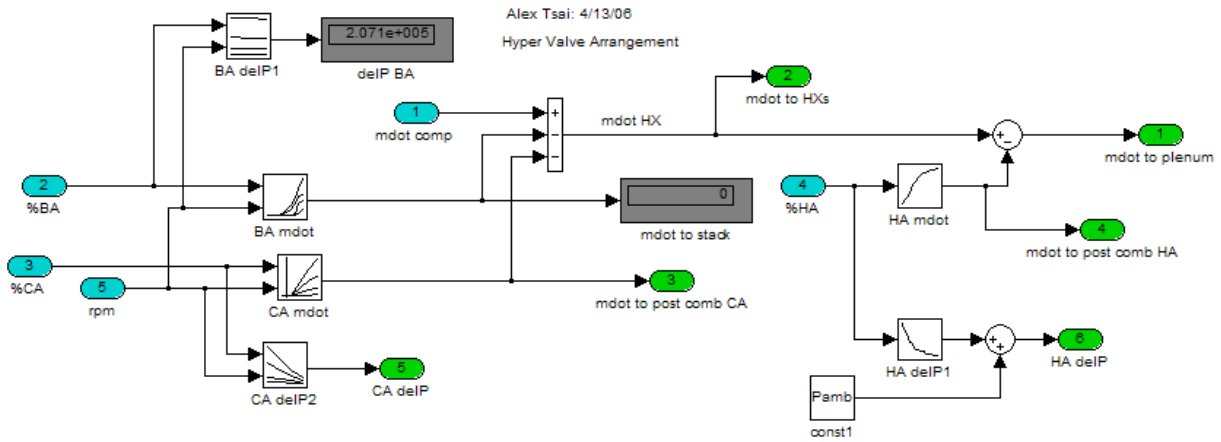 Alex Tsai: 4/13/06
Hyper Valve Arrangement
2.071e+005
BA delP1
delP BA
1
mdot comp
+
−
−
mdot HX
2
mdot to HXs
+
−
1
mdot to plenum
2
%BA
BA mdot
0
mdot to stack
4
%HA
HA mdot
4
mdot to post comb HA
3
%CA
5
rpm
CA mdot
3
mdot to post comb CA
CA delP2
5
CA delP
HA delP1
+
+
6
HA delP
Pamb
const1